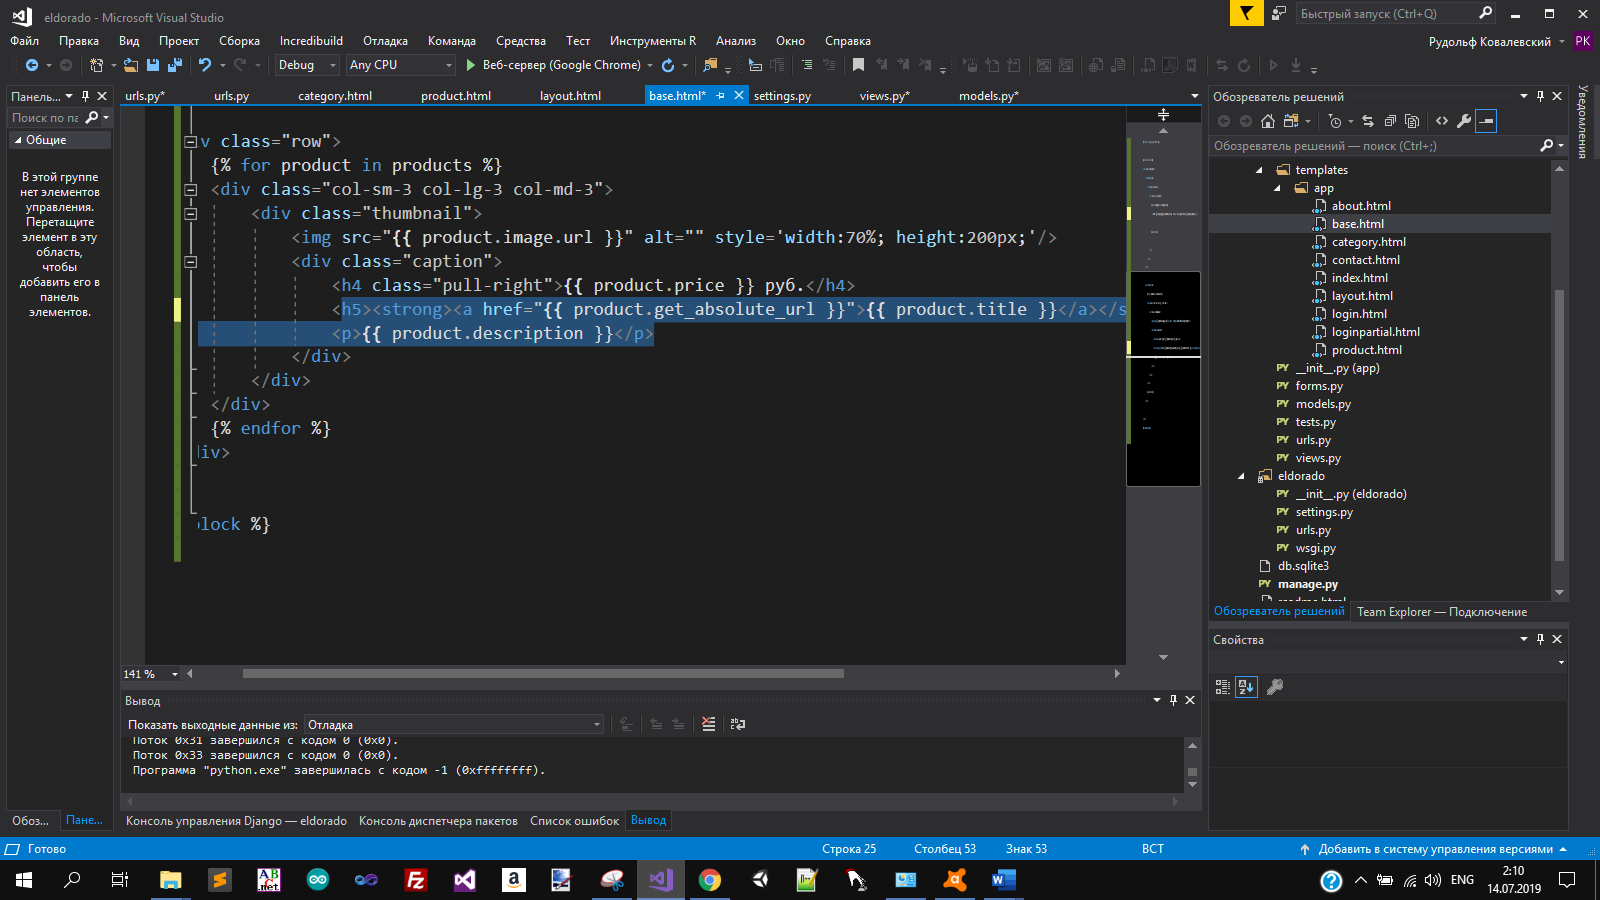 eldorado - Microsoft Visual Studio
Быстрый запуск (Ctrl+Q)
Файл Правка Вид Проект Сборка Incredibuild Отладка Команда Средства Тест Инструменты R Анализ Окно Справка
Рудольф Ковалевский PK
Debug Any CPU Веб-сервер (Google Chrome)
Панель...
urls.py* urls.py category.html product.html layout.html base.html* settings.py views.py* models.py*
Обозреватель решений
Поиск по па
Общие
В этой группе
нет элементов
управления.
Перетащите
элемент в эту
область,
чтобы
добавить его в
панель
элементов.
v class="row">
{% for product in products %}
<div class="col-sm-3 col-lg-3 col-md-3">
<div class="thumbnail">
<img src="{{ product.image.url }}" alt="" style='width:70%; height:200px;'/>
<div class="caption">
<h4 class="pull-right">{{ product.price }} руб.</h4>
<h5><strong><a href="{{ product.get_absolute_url }}">{{ product.title }}</a></s
<p>{{ product.description }}</p>
</div>
</div>
</div>
{% endfor %}
iv>
lock %}
141 %
Обозреватель решений — поиск (Ctrl+;)
templates
app
about.html
base.html
category.html
contact.html
index.html
layout.html
login.html
loginpartial.html
product.html
__init__.py (app)
forms.py
models.py
tests.py
urls.py
views.py
eldorado
__init__.py (eldorado)
settings.py
urls.py
wsgi.py
db.sqlite3
manage.py
readme.html
Обозреватель решений Team Explorer — Подключение
Уведомления
Свойства
Вывод
Показать выходные данные из: Отладка
Поток 0x31 завершился с кодом 0 (0x0).
Поток 0x33 завершился с кодом 0 (0x0).
Программа "python.exe" завершилась с кодом -1 (0xffffffff).
Обоз... Пане...
Консоль управления Django — eldorado Консоль диспетчера пакетов Список ошибок Вывод
Готово Строка 25 Столбец 53 Знак 53 ВСТ Добавить в систему управления версиями
ENG
2:10
14.07.2019